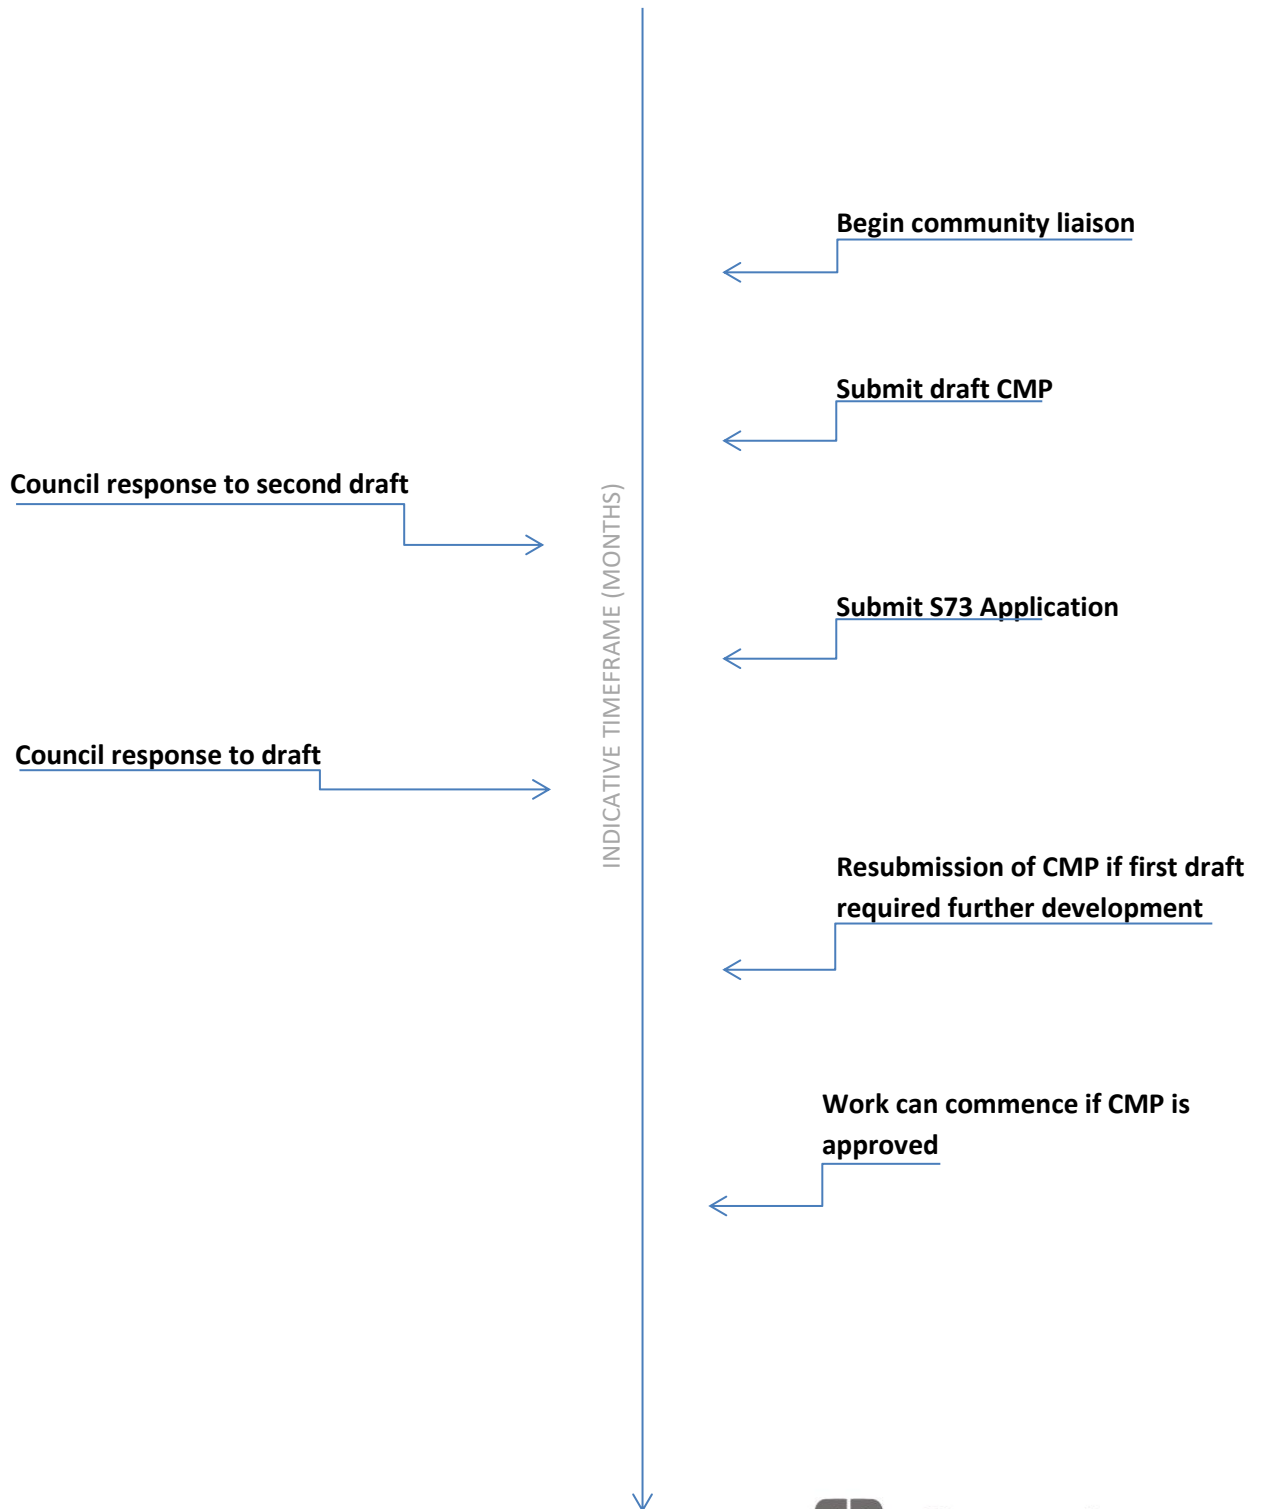 Begin community liaison
Submit draft CMP
Council response to second draft
INDICATIVE TIMEFRAME (MONTHS)
Submit S73 Application
Council response to draft
Resubmission of CMP if first draft
required further development
Work can commence if CMP is
approved